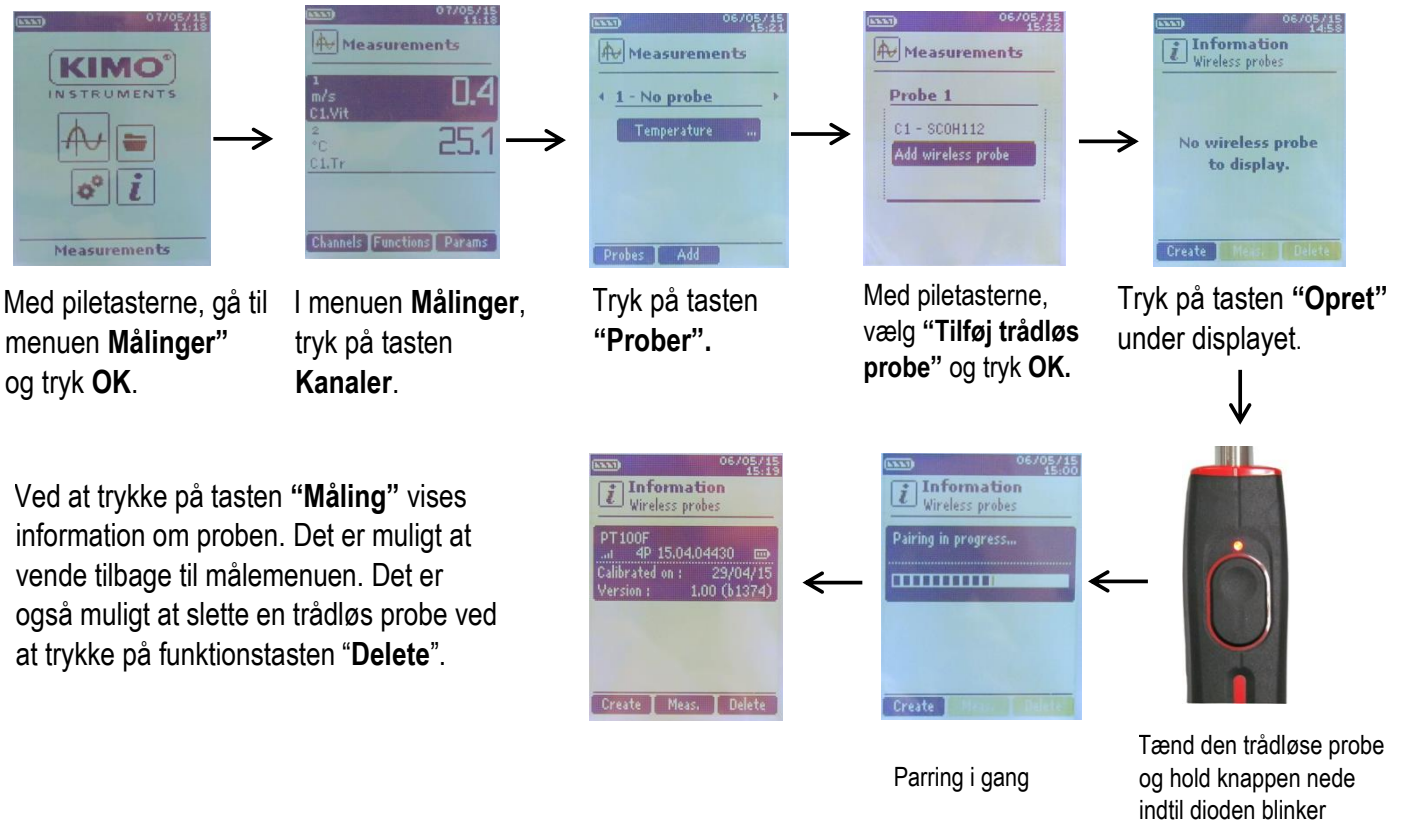 07/05/15
11:18
KIMO®
INSTRUMENTS
Measurements
Med piletasterne, gå til
menuen Målinger”
og tryk OK.
07/05/15
11:18
Measurements
1
m/s
C1.Vit
0.4
2
°C
C1.Tr
25.1
Channels Functions Params
I menuen Målinger,
tryk på tasten
Kanaler.
06/05/15
15:21
Measurements
1 - No probe
Temperature ...
Probes Add
Tryk på tasten
“Prober”.
06/05/15
15:22
Measurements
Probe 1
C1 - SCOH112
Add wireless probe
Med piletasterne,
vælg “Tilføj trådløs
probe” og tryk OK.
06/05/15
14:58
Information
Wireless probes
No wireless probe
to display.
Create Meas. Delete
Tryk på tasten “Opret”
under displayet.
Tænd den trådløse probe
og hold knappen nede
indtil dioden blinker
06/05/15
15:00
Information
Wireless probes
Pairing in progress...
Create Meas. Delete
Parring i gang
06/05/15
15:19
Information
Wireless probes
PT100F
4P 15.04.04430
Calibrated on : 29/04/15
Version : 1.00 (b1374)
Create Meas. Delete
Ved at trykke på tasten “Måling” vises
information om proben. Det er muligt at
vende tilbage til målemenuen. Det er
også muligt at slette en trådløs probe ved
at trykke på funktionstasten “Delete”.